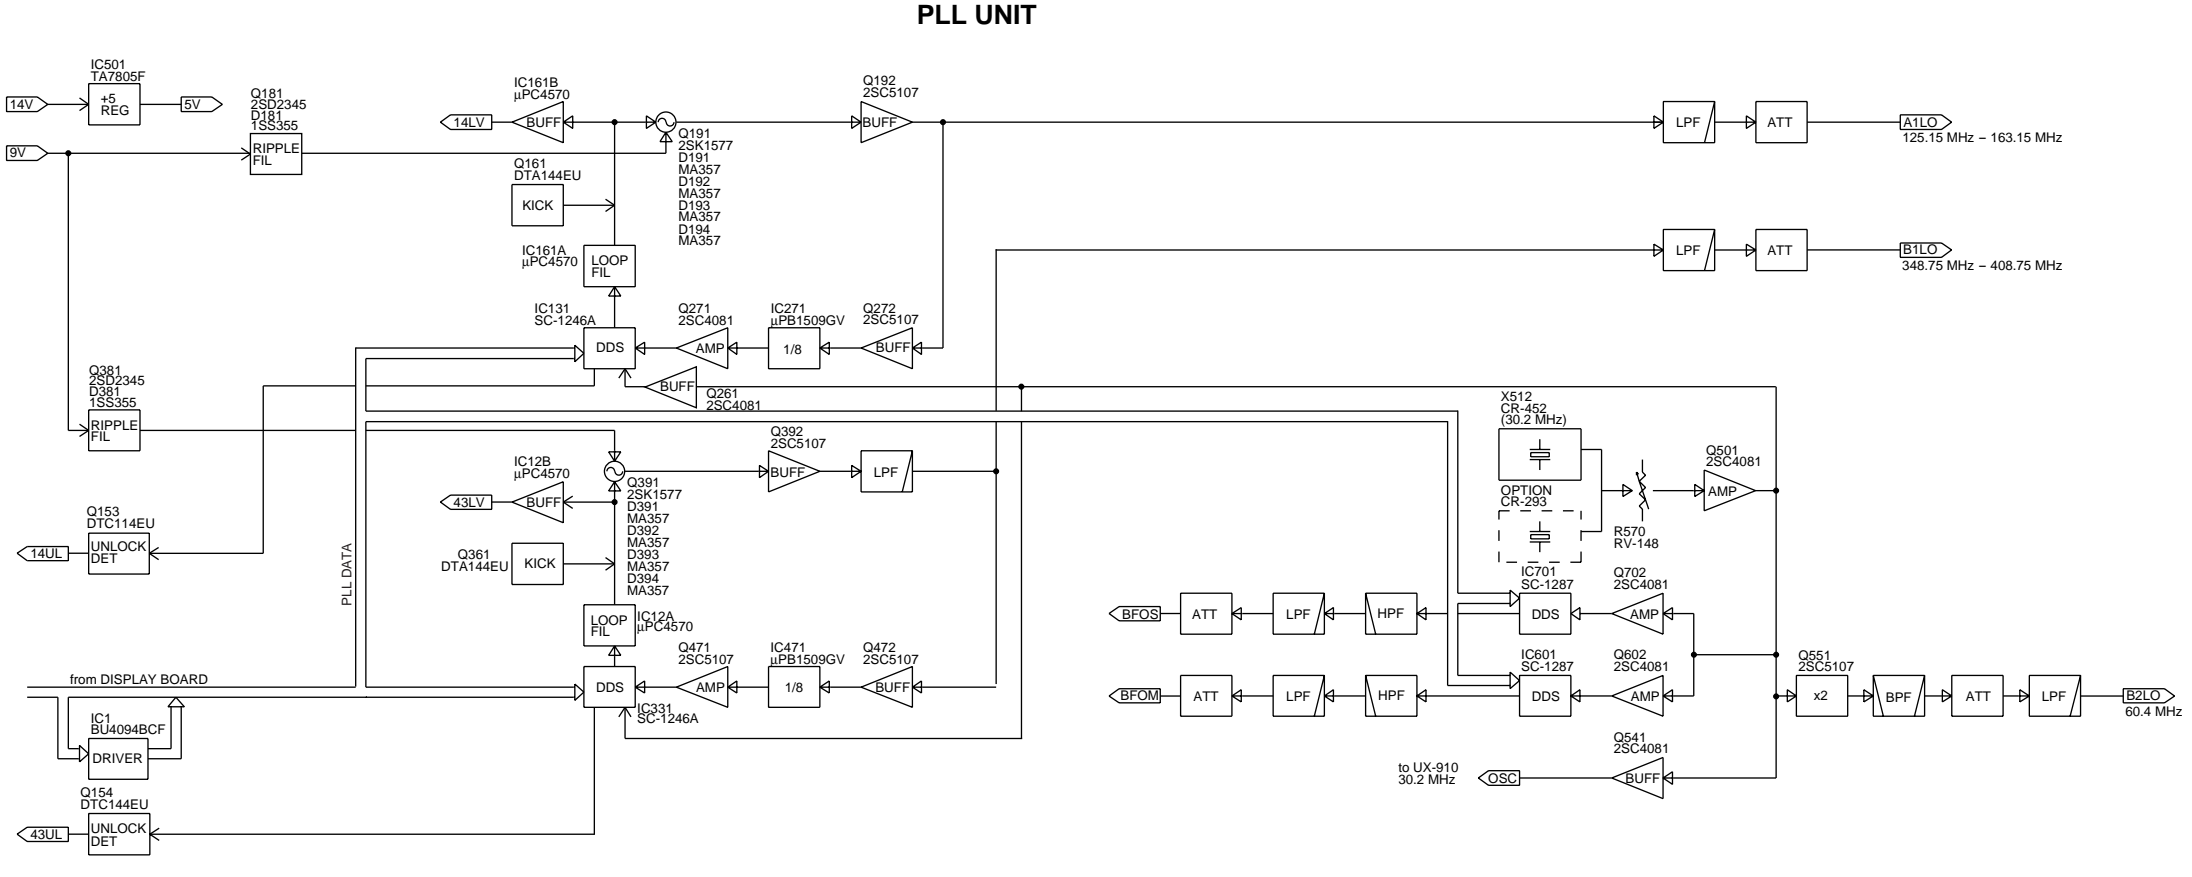 PLL UNIT
IC501
TA7805F
14V
+5
REG
5V
Q181
2SD2345
D181
1SS355
9V
RIPPLE
FIL
IC161B
µPC4570
14LV
BUFF
Q191
2SK1577
D191
MA357
D192
MA357
D193
MA357
D194
MA357
Q192
2SC5107
BUFF
LPF
ATT
A1LO
125.15 MHz – 163.15 MHz
Q161
DTA144EU
KICK
IC161A
µPC4570
LOOP
FIL
LPF
ATT
B1LO
348.75 MHz – 408.75 MHz
IC131
SC-1246A
DDS
Q271
2SC4081
AMP
IC271
µPB1509GV
1/8
Q272
2SC5107
BUFF
BUFF
Q261
2SC4081
Q381
2SD2345
D381
1SS355
RIPPLE
FIL
Q392
2SC5107
BUFF
LPF
IC12B
µPC4570
43LV
BUFF
Q391
2SK1577
D391
MA357
D392
MA357
D393
MA357
D394
MA357
X512
CR-452
(30.2 MHz)
OPTION
CR-293
R570
RV-148
Q501
2SC4081
AMP
Q153
DTC114EU
14UL
UNLOCK
DET
PLL DATA
Q361
DTA144EU
KICK
LOOP
FIL
IC12A
µPC4570
BFOS
ATT
LPF
HPF
IC701
SC-1287
DDS
Q702
2SC4081
AMP
from DISPLAY BOARD
DDS
IC331
SC-1246A
Q471
2SC5107
AMP
IC471
µPB1509GV
1/8
Q472
2SC5107
BUFF
BFOM
ATT
LPF
HPF
IC601
SC-1287
DDS
Q602
2SC4081
AMP
Q551
2SC5107
x2
BPF
ATT
LPF
B2LO
60.4 MHz
IC1
BU4094BCF
DRIVER
to UX-910
30.2 MHz
OSC
Q541
2SC4081
BUFF
Q154
DTC144EU
43UL
UNLOCK
DET